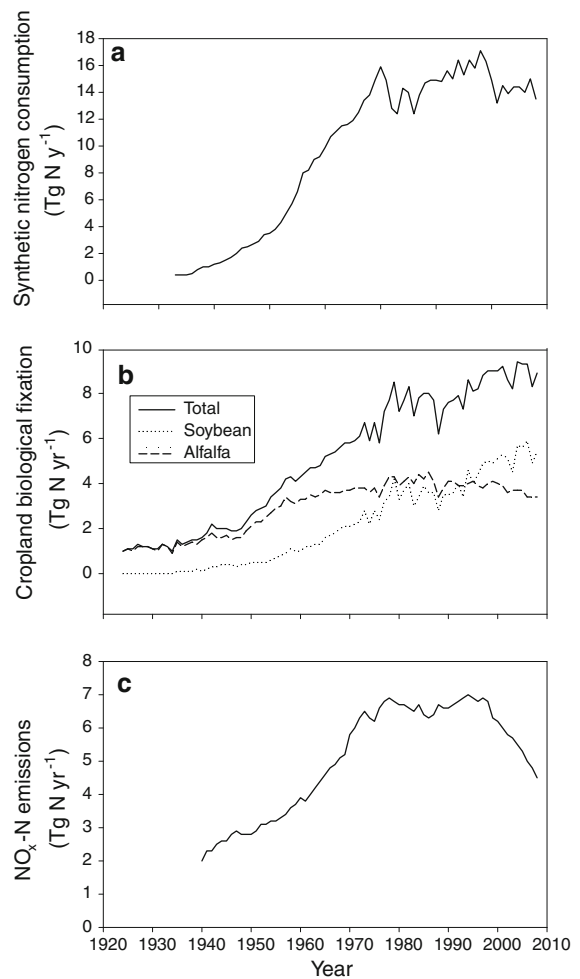 a
18
16
14
12
10
8
6
4
2
0
Synthetic nitrogen consumption
(Tg N y-1)
b
10
8
6
4
2
0
Total
Soybean
Alfalfa
Cropland biological fixation
(Tg N yr-1)
c
8
7
6
5
4
3
2
1
0
NOx-N emissions
(Tg N yr-1)
1920 1930 1940 1950 1960 1970 1980 1990 2000 2010
Year